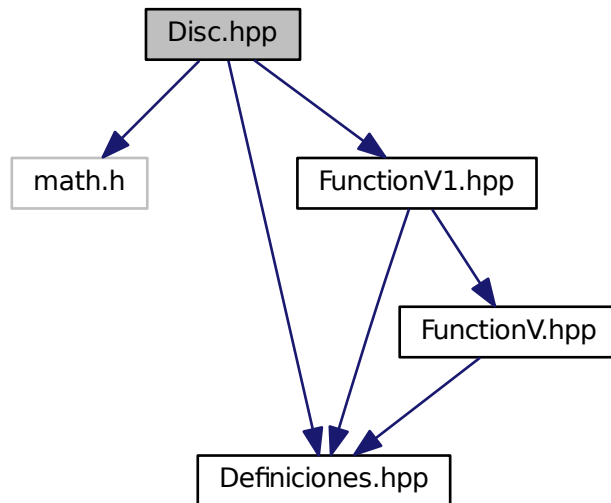 Disc.hpp
math.h
FunctionV1.hpp
FunctionV.hpp
Definiciones.hpp